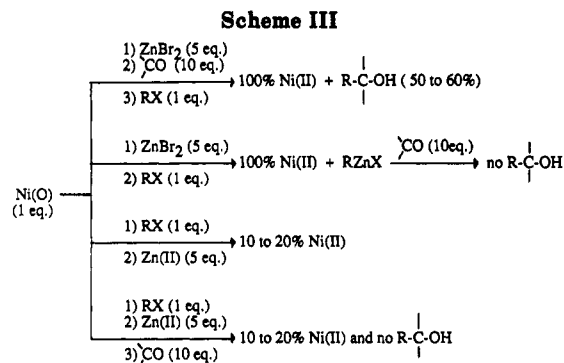 Scheme III
1) ZnBr2 (5 eq.)
2) CO (10 eq.)
3) RX (1 eq.)
100% Ni(II) + R-C-OH ( 50 to 60%)
1) ZnBr2 (5 eq.)
2) RX (1 eq.)
100% Ni(II) + RZnX
CO (10eq.)
no R-C-OH
Ni(O)
(1 eq.)
1) RX (1 eq.)
2) Zn(II) (5 eq.)
10 to 20% Ni(II)
1) RX (1 eq.)
2) Zn(II) (5 eq.)
3) CO (10 eq.)
10 to 20% Ni(II) and no R-C-OH